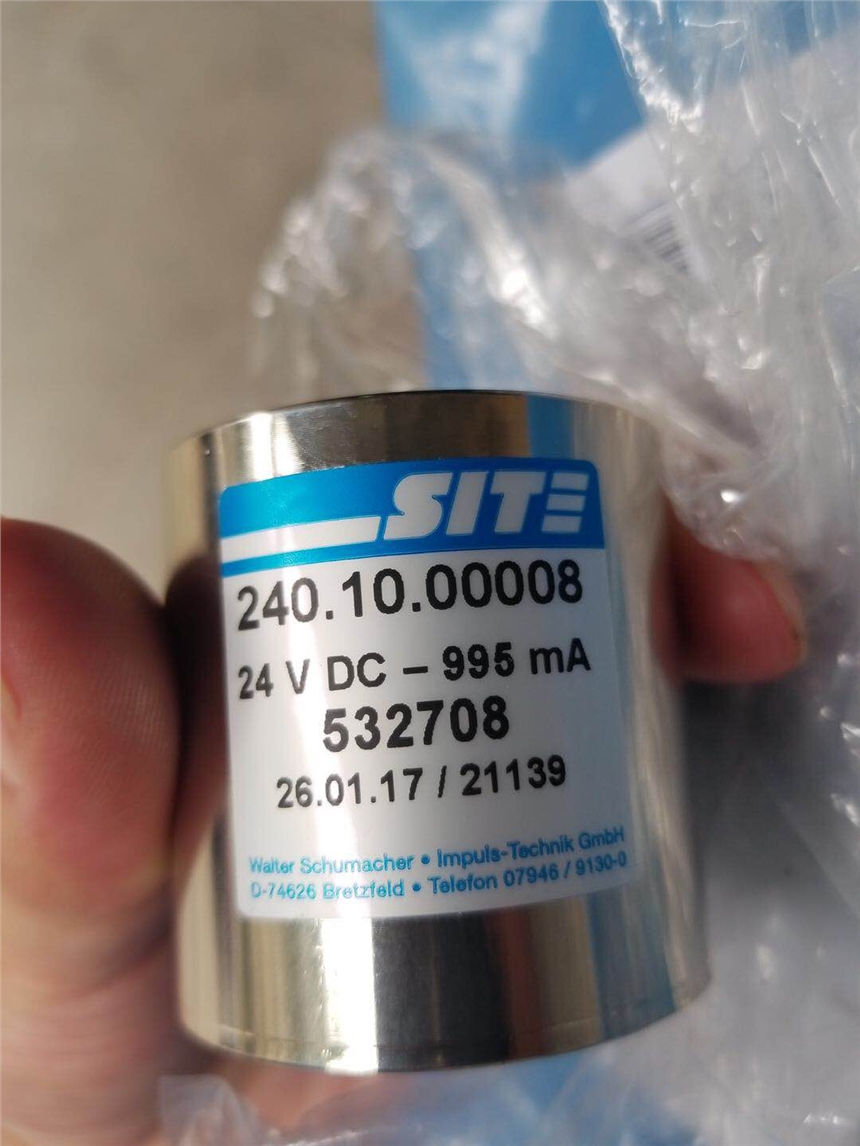 SITE
240.10.00008
24 V DC – 995 mA
532708
26.01.17 / 21139
Walter Schumacher • Impuls-Technik GmbH
D-74626 Bretzfeld • Telefon 07946 / 9130-0